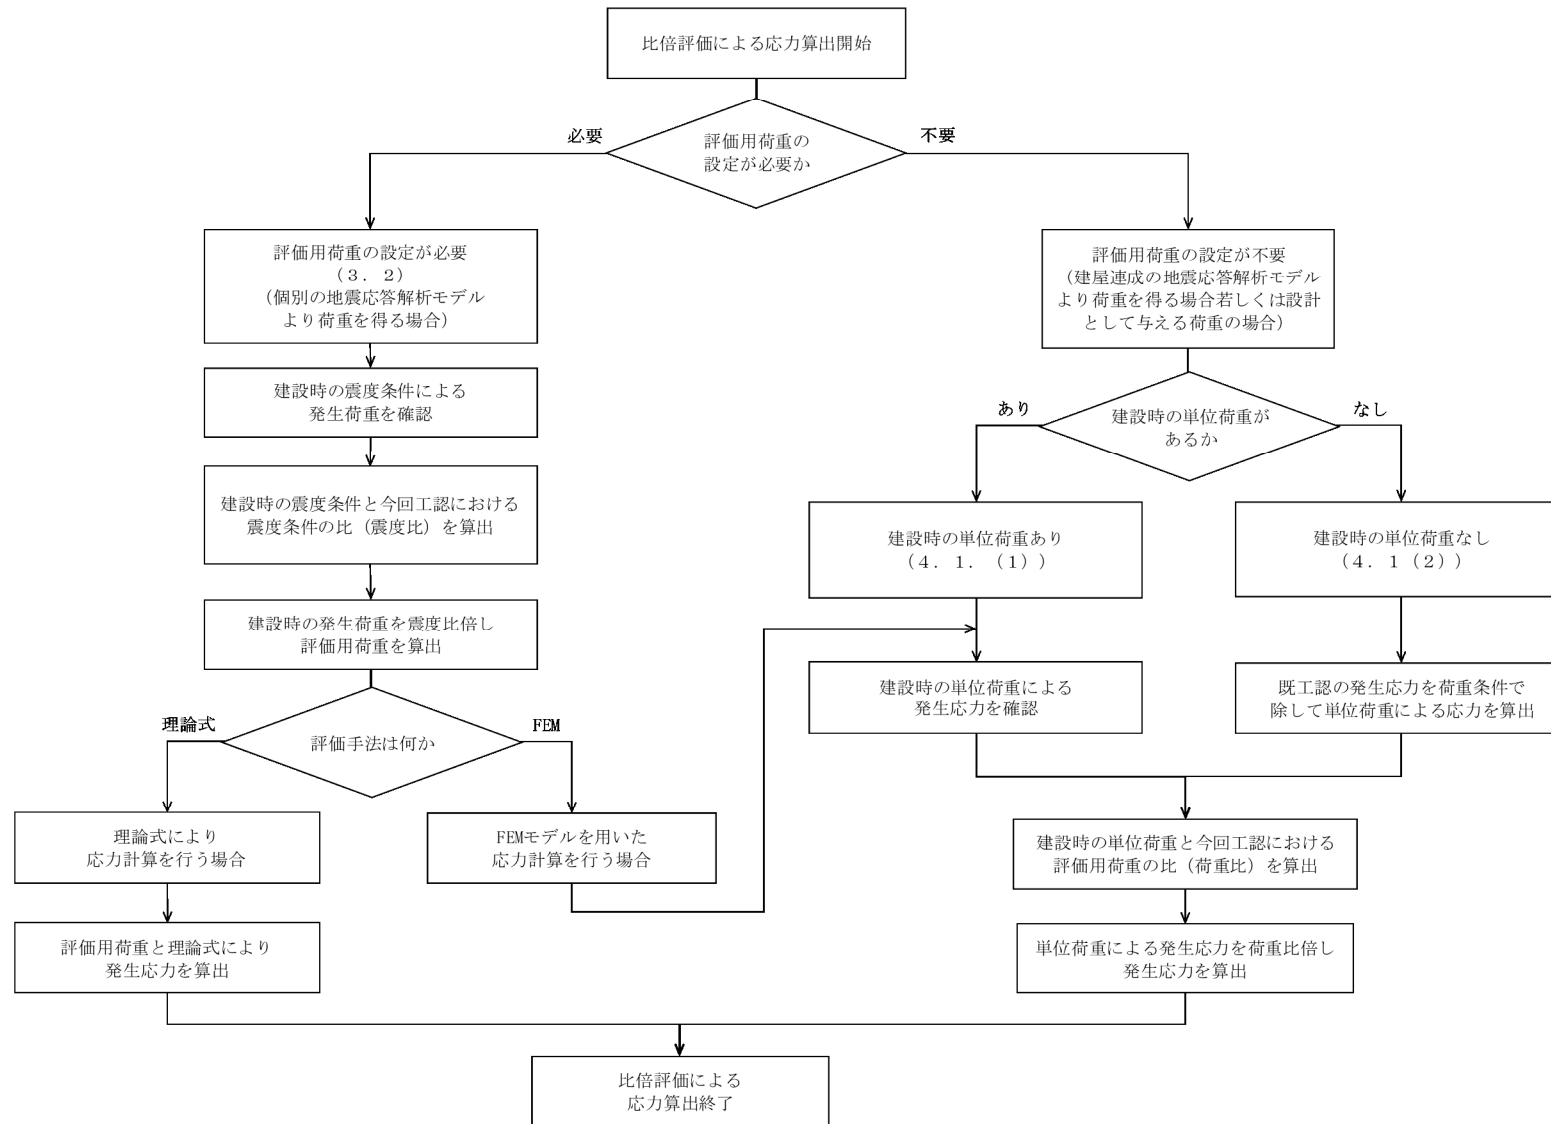 比倍評価による応力算出開始
評価用荷重の
設定が必要か
必要
不要
評価用荷重の設定が必要
(３．２)
(個別の地震応答解析モデル
より荷重を得る場合)
評価用荷重の設定が不要
(建屋連成の地震応答解析モデル
より荷重を得る場合若しくは設計
として与える荷重の場合)
建設時の震度条件による
発生荷重を確認
建設時の単位荷重が
あるか
あり
なし
建設時の震度条件と今回工認における
震度条件の比（震度比）を算出
建設時の単位荷重あり
(４．１．(１))
建設時の単位荷重なし
(４．１(２))
建設時の発生荷重を震度比倍し
評価用荷重を算出
建設時の単位荷重による
発生応力を確認
既工認の発生応力を荷重条件で
除して単位荷重による応力を算出
評価手法は何か
理論式
FEM
理論式により
応力計算を行う場合
FEMモデルを用いた
応力計算を行う場合
建設時の単位荷重と今回工認における
評価用荷重の比（荷重比）を算出
評価用荷重と理論式により
発生応力を算出
単位荷重による発生応力を荷重比倍し
発生応力を算出
比倍評価による
応力算出終了